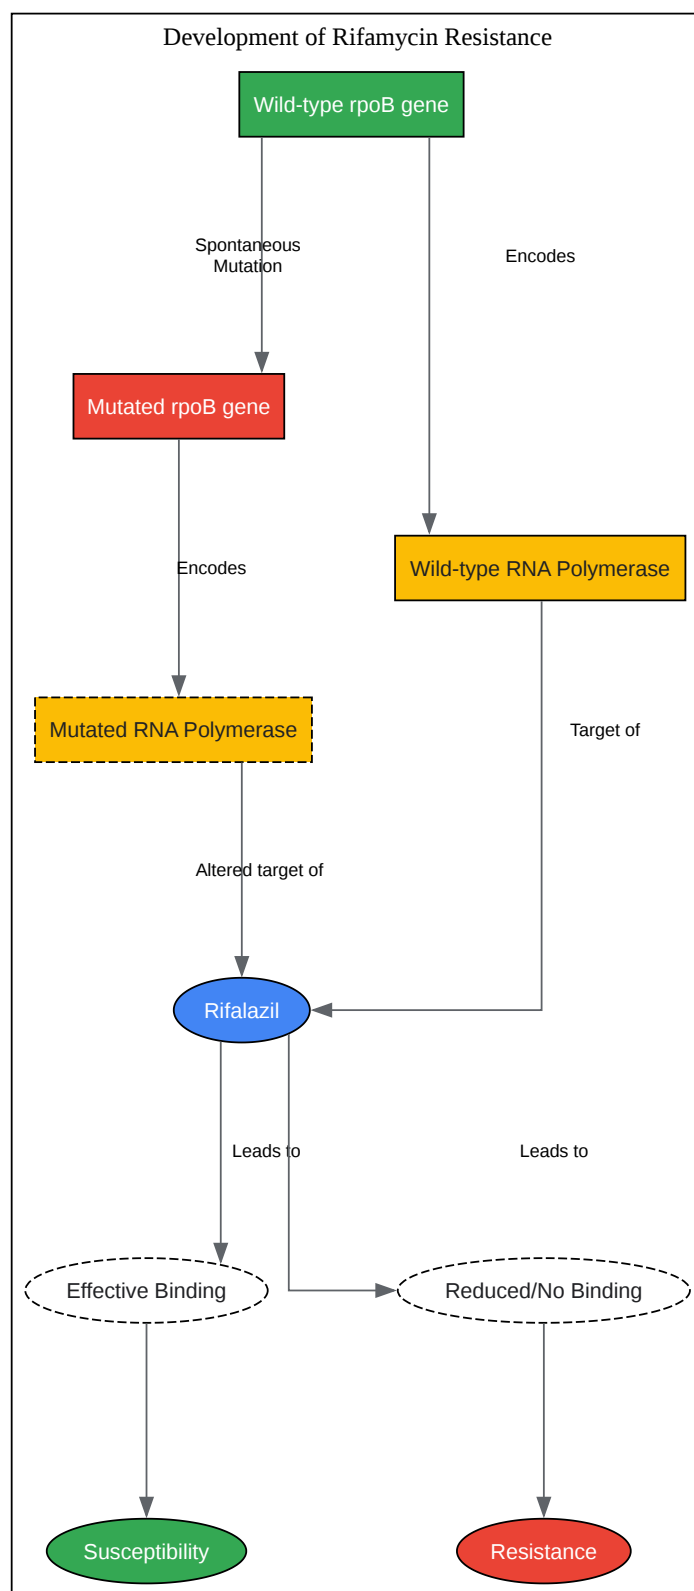 Development of Rifamycin Resistance
Wild-type rpoB gene
Spontaneous
Mutation
Encodes
Mutated rpoB gene
Encodes
Wild-type RNA Polymerase
Mutated RNA Polymerase
Target of
Altered target of
Rifalazil
Leads to
Leads to
Effective Binding
Reduced/No Binding
Susceptibility
Resistance